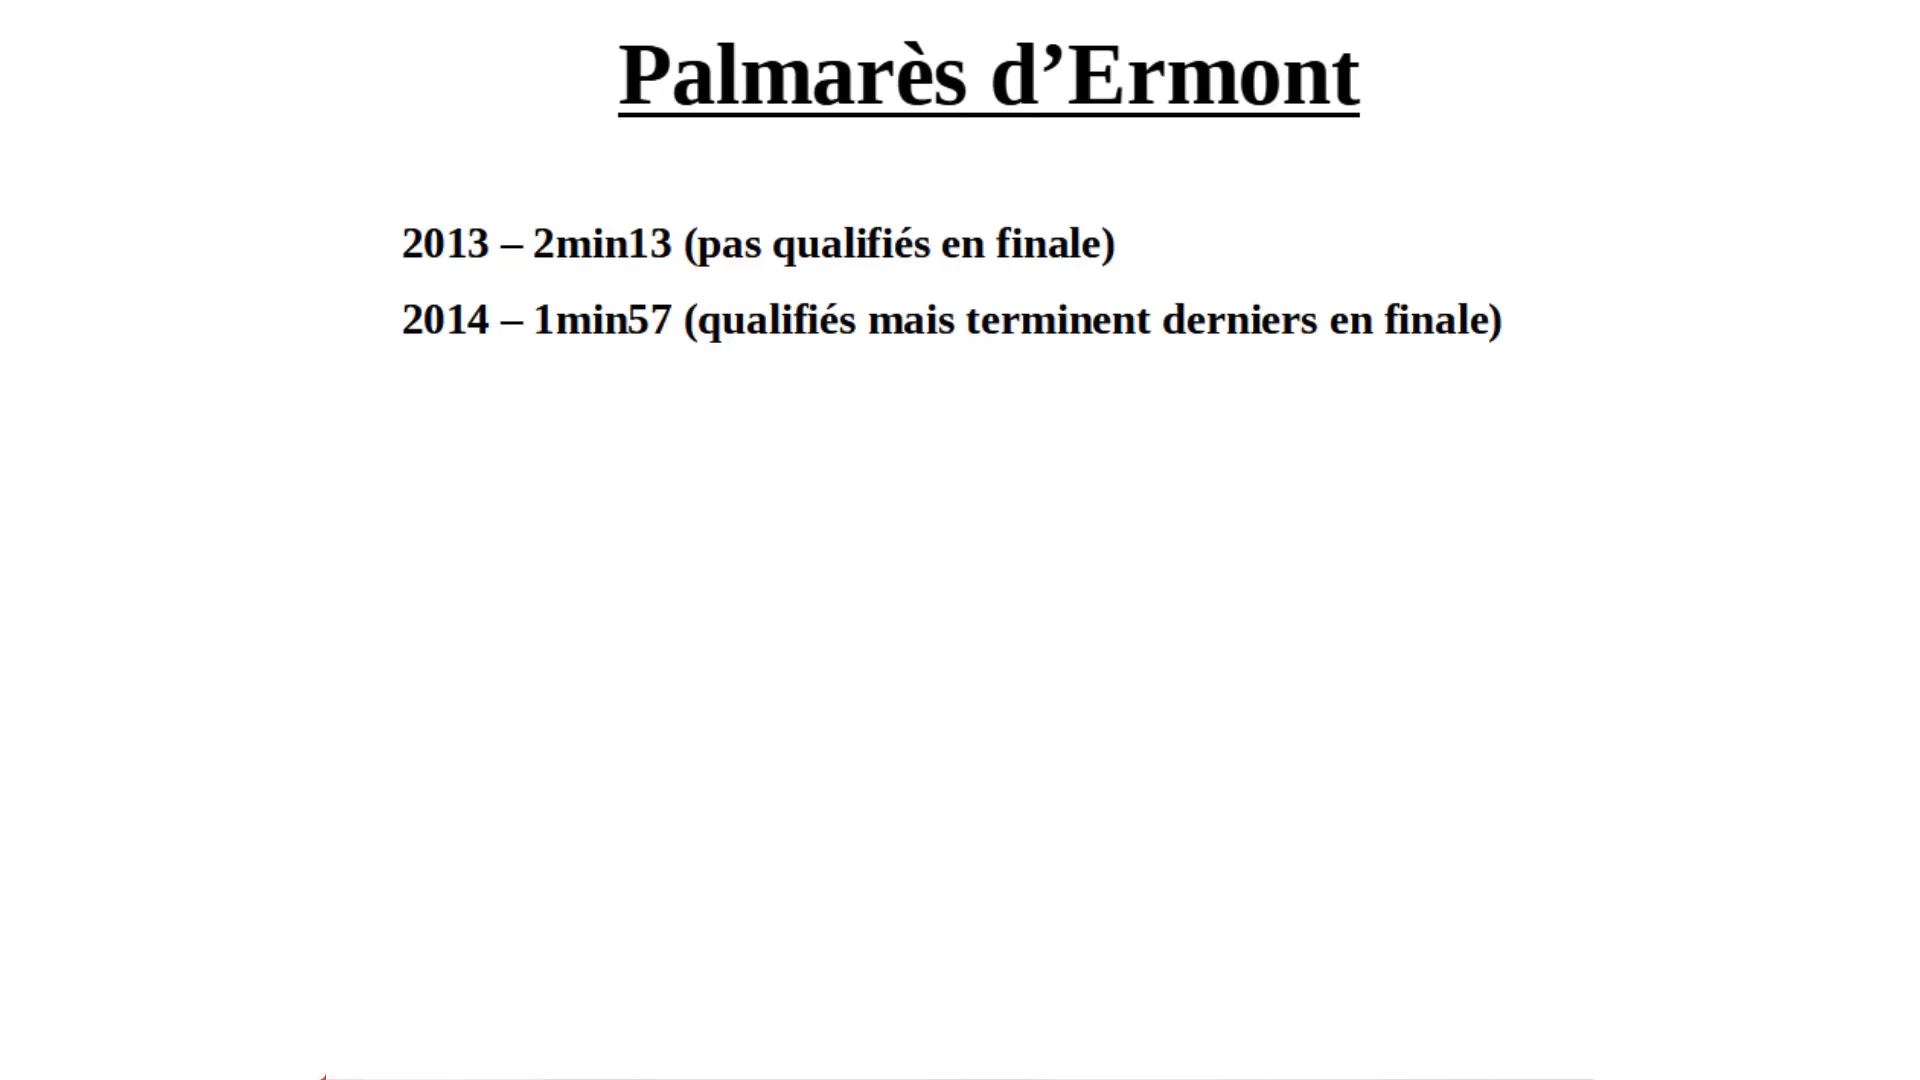 Palmarès d’Ermont
2013 – 2min13 (pas qualifiés en finale)
2014 – 1min57 (qualifiés mais terminent derniers en finale)